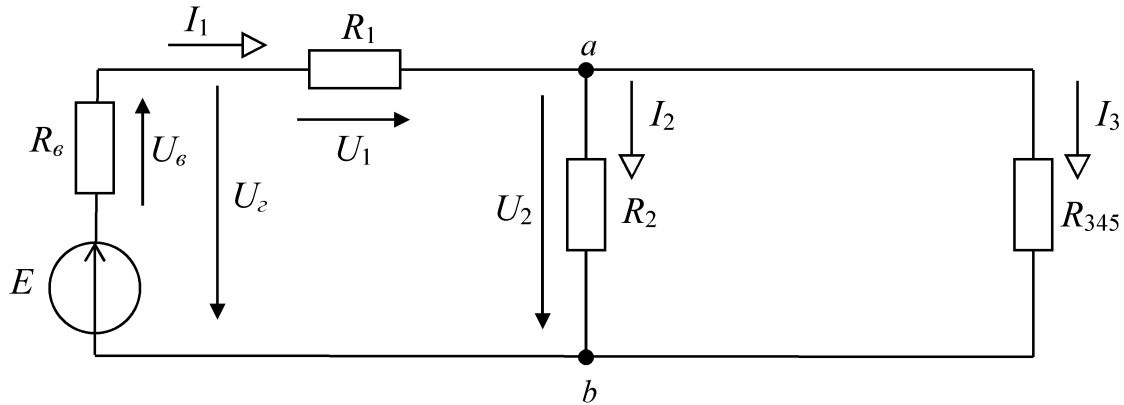 I₁
R₁
a
Rв
Uв
U₁
I₂
I₃
Uг
U₂
R₂
R₃₄₅
E
b